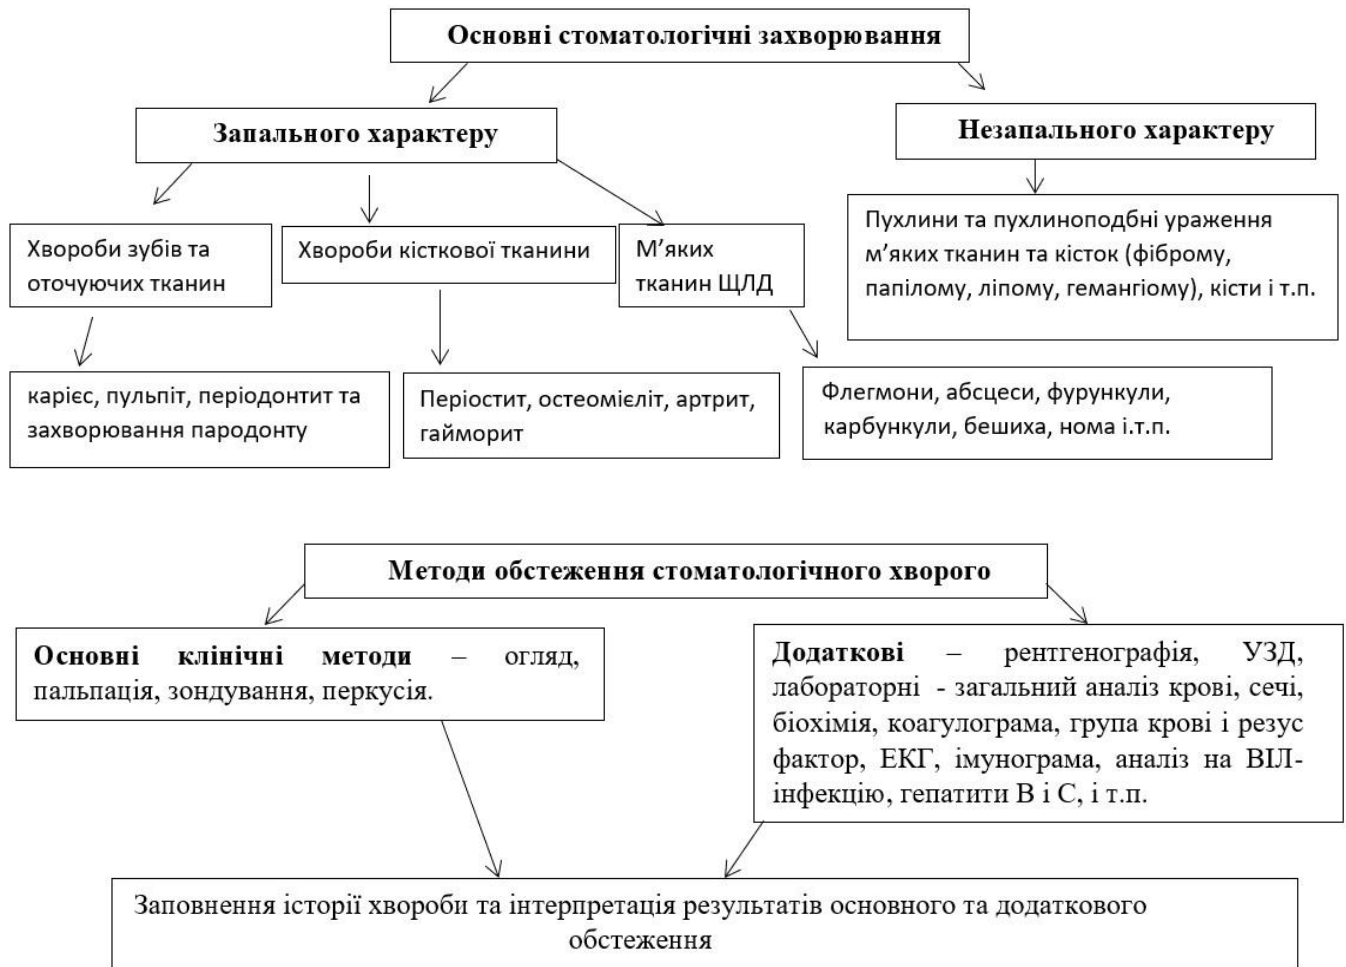 Основні стоматологічні захворювання
Запального характеру
Незапального характеру
Хвороби зубів та
оточуючих тканин
Хвороби кісткової тканини
М’яких
тканин ЩЛД
Пухлини та пухлиноподбні ураження
м’яких тканин та кісток (фіброму,
папілому, ліпому, гемангіому), кісти і т.п.
карієс, пульпіт, періодонтит та
захворювання пародонту
Періостит, остеомієліт, артрит,
гайморит
Флегмони, абсцеси, фурункули,
карбункули, бешиха, нома і.т.п.
Методи обстеження стоматологічного хворого
Основні клінічні методи – огляд,
пальпація, зондування, перкусія.
Додаткові – рентгенографія, УЗД,
лабораторні - загальний аналіз крові, сечі,
біохімія, коагулограма, група крові і резус
фактор, ЕКГ, імунограма, аналіз на ВІЛ-
інфекцію, гепатити В і С, і т.п.
Заповнення історії хвороби та інтерпретація результатів основного та додаткового
обстеження